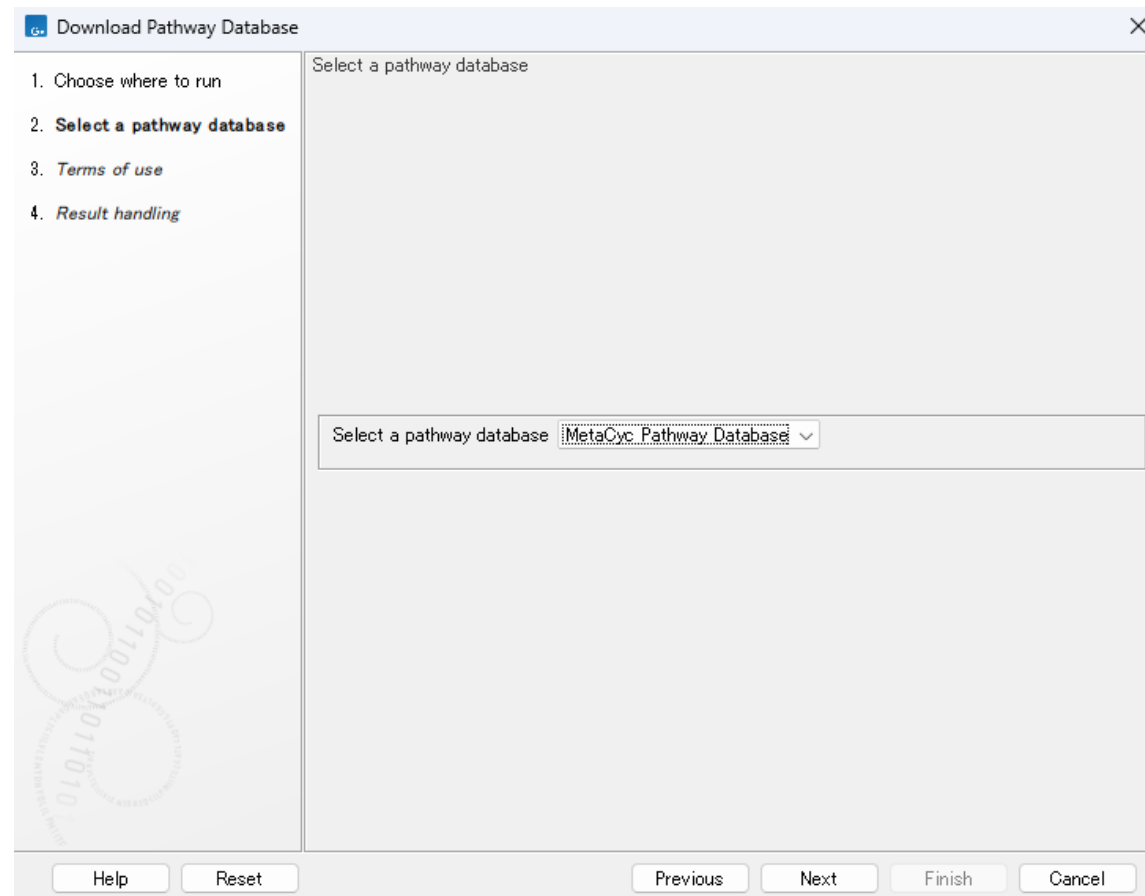 Download Pathway Database
1. Choose where to run
2. Select a pathway database
3. Terms of use
4. Result handling
Select a pathway database
Select a pathway database MetaCyc Pathway Database
Help Reset Previous Next Finish Cancel